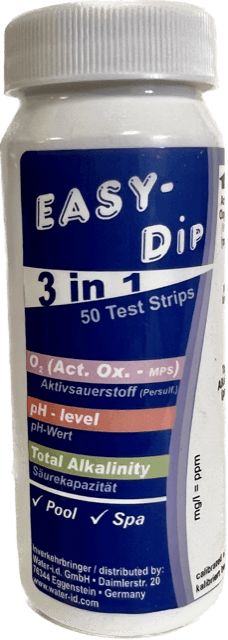 EASY-
DiP
3 in 1
50 Test Strips
O₂ (Act. Ox. - MPS)
Aktivsauerstoff (Persulf.)
pH - level
pH-Wert
Total Alkalinity
Säurekapazität
✓ Pool ✓ Spa
Inverkehrbringer / distributed by:
Water-i.d. GmbH • Daimlerstr. 20
76344 Eggenstein • Germany
www.water-id.com
mg/l = ppm
calibrated